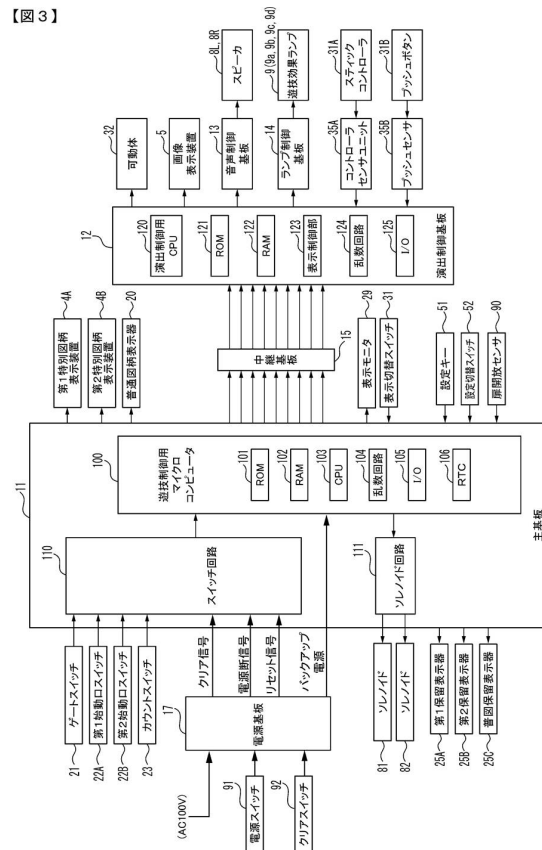 【図3】
11
主基板
100
遊技制御用
マイクロ
コンピュータ
101
ROM
102
RAM
103
CPU
104
乱数回路
105
I/O
106
RTC
110
スイッチ回路
111
ソレノイド回路
21
ゲートスイッチ
22A
第1始動口スイッチ
22B
第2始動口スイッチ
23
カウントスイッチ
クリア信号
電源断信号
リセット信号
バックアップ
電源
17
電源基板
(AC100V)
91
電源スイッチ
92
クリアスイッチ
81
ソレノイド
82
ソレノイド
25A
第1保留表示器
25B
第2保留表示器
25C
普図保留表示器
4A
第1特別図柄
表示装置
4B
第2特別図柄
表示装置
20
普通図柄表示器
中継基板
15
29
表示モニタ
31
表示切替スイッチ
51
設定キー
52
設定切替スイッチ
90
扉開放センサ
12
演出制御基板
120
演出制御用
CPU
121
ROM
122
RAM
123
表示制御部
124
乱数回路
125
I/O
32
可動体
5
画像
表示装置
13
音声制御
基板
8L, 8R
スピーカ
14
ランプ制御
基板
9(9a, 9b, 9c, 9d)
遊技効果ランプ
35A
コントローラ
センサユニット
31A
スティック
コントローラ
35B
プッシュセンサ
31B
プッシュボタン